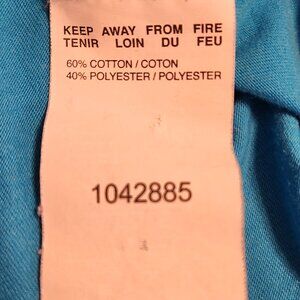 KEEP AWAY FROM FIRE
TENIR LOIN DU FEU
60% COTTON / COTON
40% POLYESTER / POLYESTER
1042885